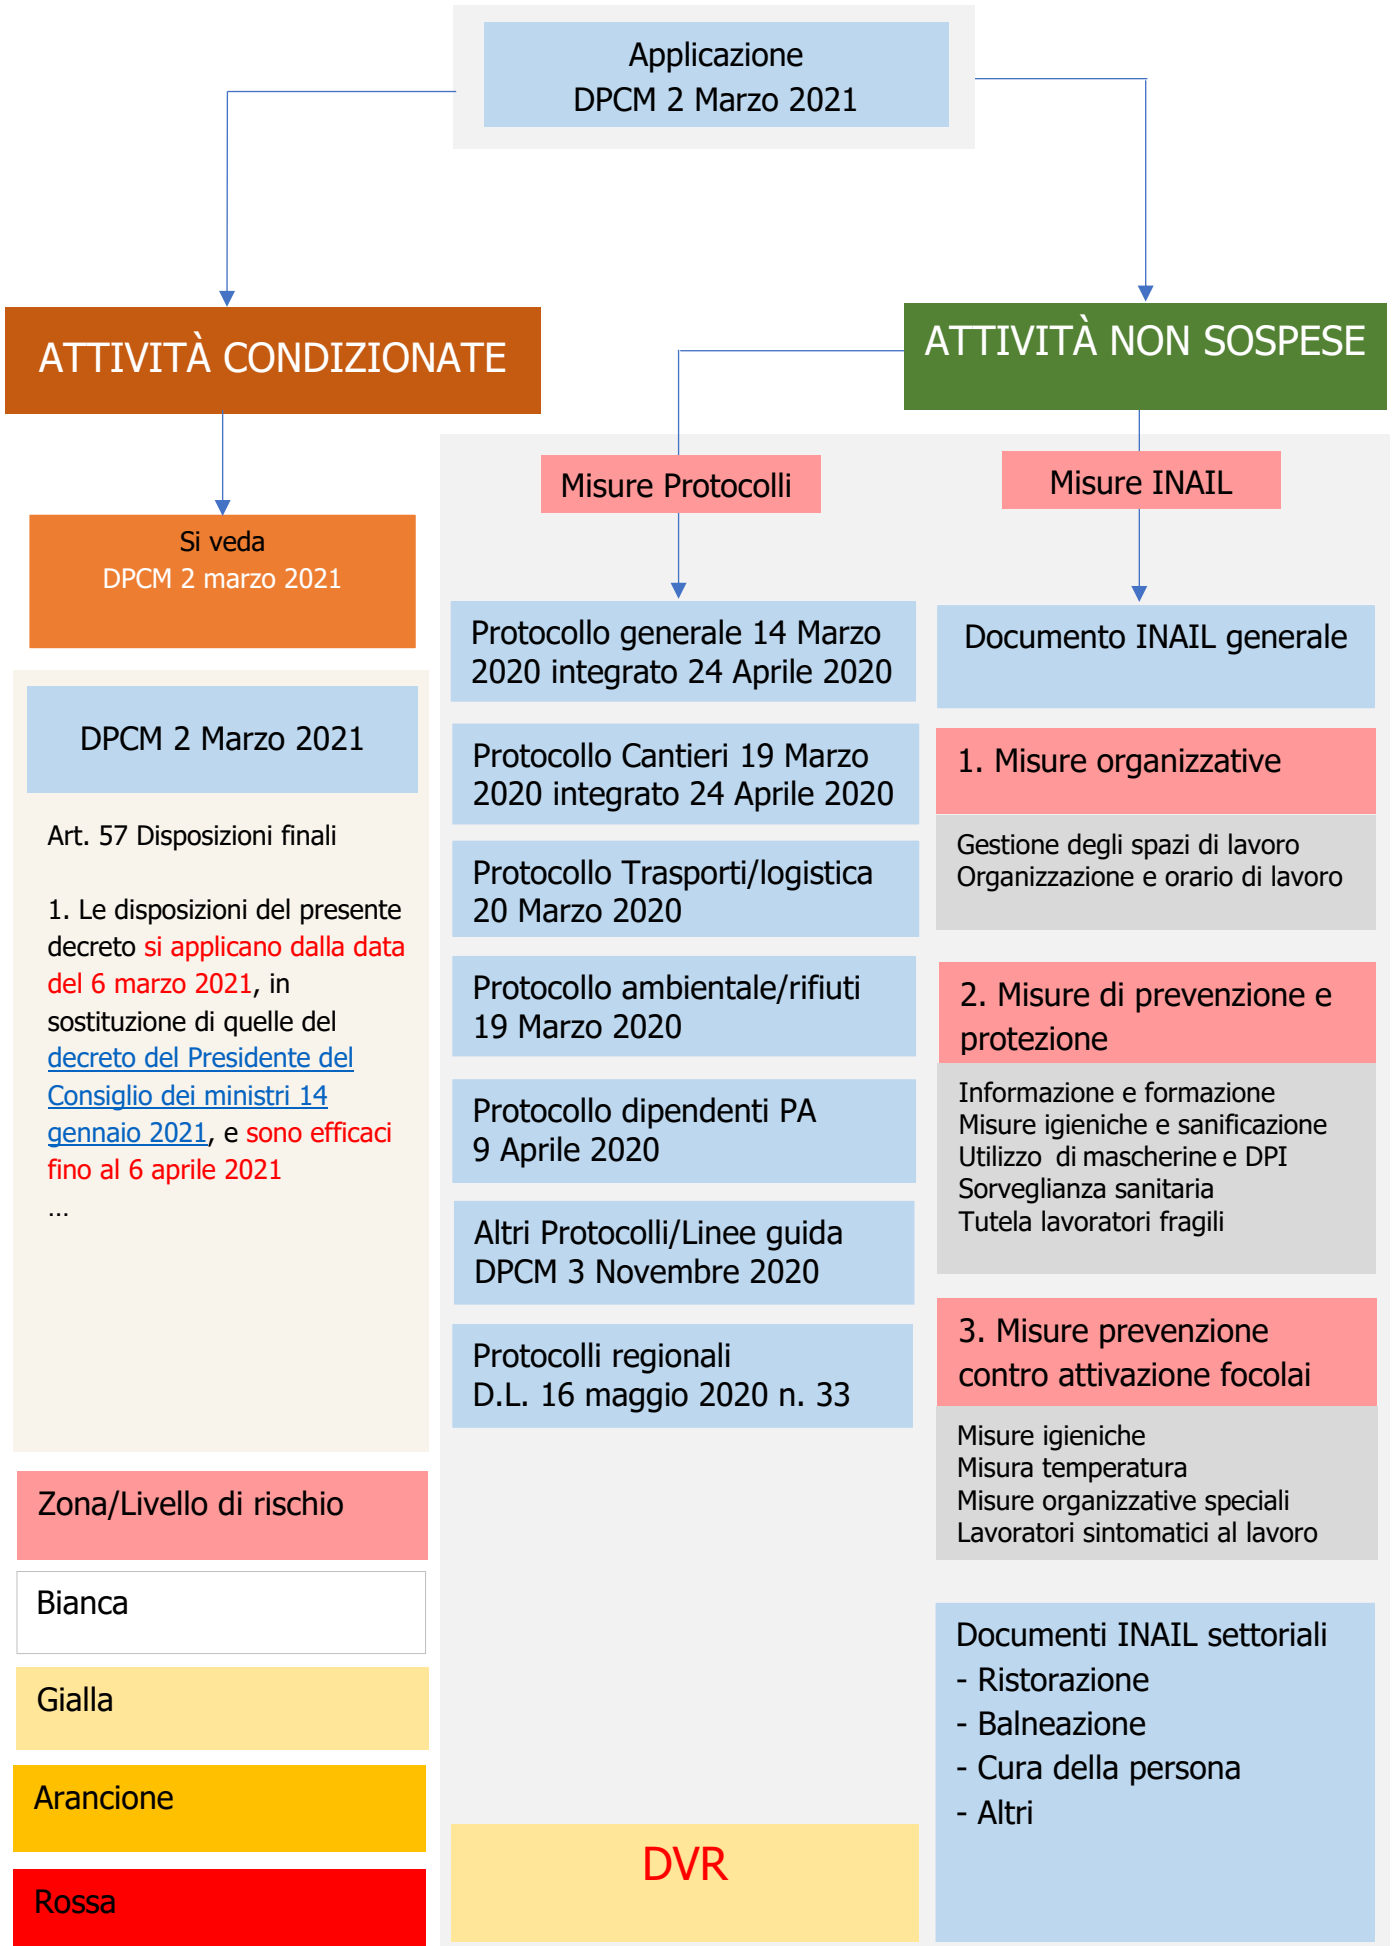 Applicazione
DPCM 2 Marzo 2021
ATTIVITÀ CONDIZIONATE
ATTIVITÀ NON SOSPESE
Si veda
DPCM 2 marzo 2021
DPCM 2 Marzo 2021
Art. 57 Disposizioni finali
1. Le disposizioni del presente
decreto si applicano dalla data
del 6 marzo 2021, in
sostituzione di quelle del
decreto del Presidente del
Consiglio dei ministri 14
gennaio 2021, e sono efficaci
fino al 6 aprile 2021
...
Zona/Livello di rischio
Bianca
Gialla
Arancione
Rossa
Misure Protocolli
Protocollo generale 14 Marzo
2020 integrato 24 Aprile 2020
Protocollo Cantieri 19 Marzo
2020 integrato 24 Aprile 2020
Protocollo Trasporti/logistica
20 Marzo 2020
Protocollo ambientale/rifiuti
19 Marzo 2020
Protocollo dipendenti PA
9 Aprile 2020
Altri Protocolli/Linee guida
DPCM 3 Novembre 2020
Protocolli regionali
D.L. 16 maggio 2020 n. 33
DVR
Misure INAIL
Documento INAIL generale
1. Misure organizzative
Gestione degli spazi di lavoro
Organizzazione e orario di lavoro
2. Misure di prevenzione e
protezione
Informazione e formazione
Misure igieniche e sanificazione
Utilizzo di mascherine e DPI
Sorveglianza sanitaria
Tutela lavoratori fragili
3. Misure prevenzione
contro attivazione focolai
Misure igieniche
Misura temperatura
Misure organizzative speciali
Lavoratori sintomatici al lavoro
Documenti INAIL settoriali
- Ristorazione
- Balneazione
- Cura della persona
- Altri